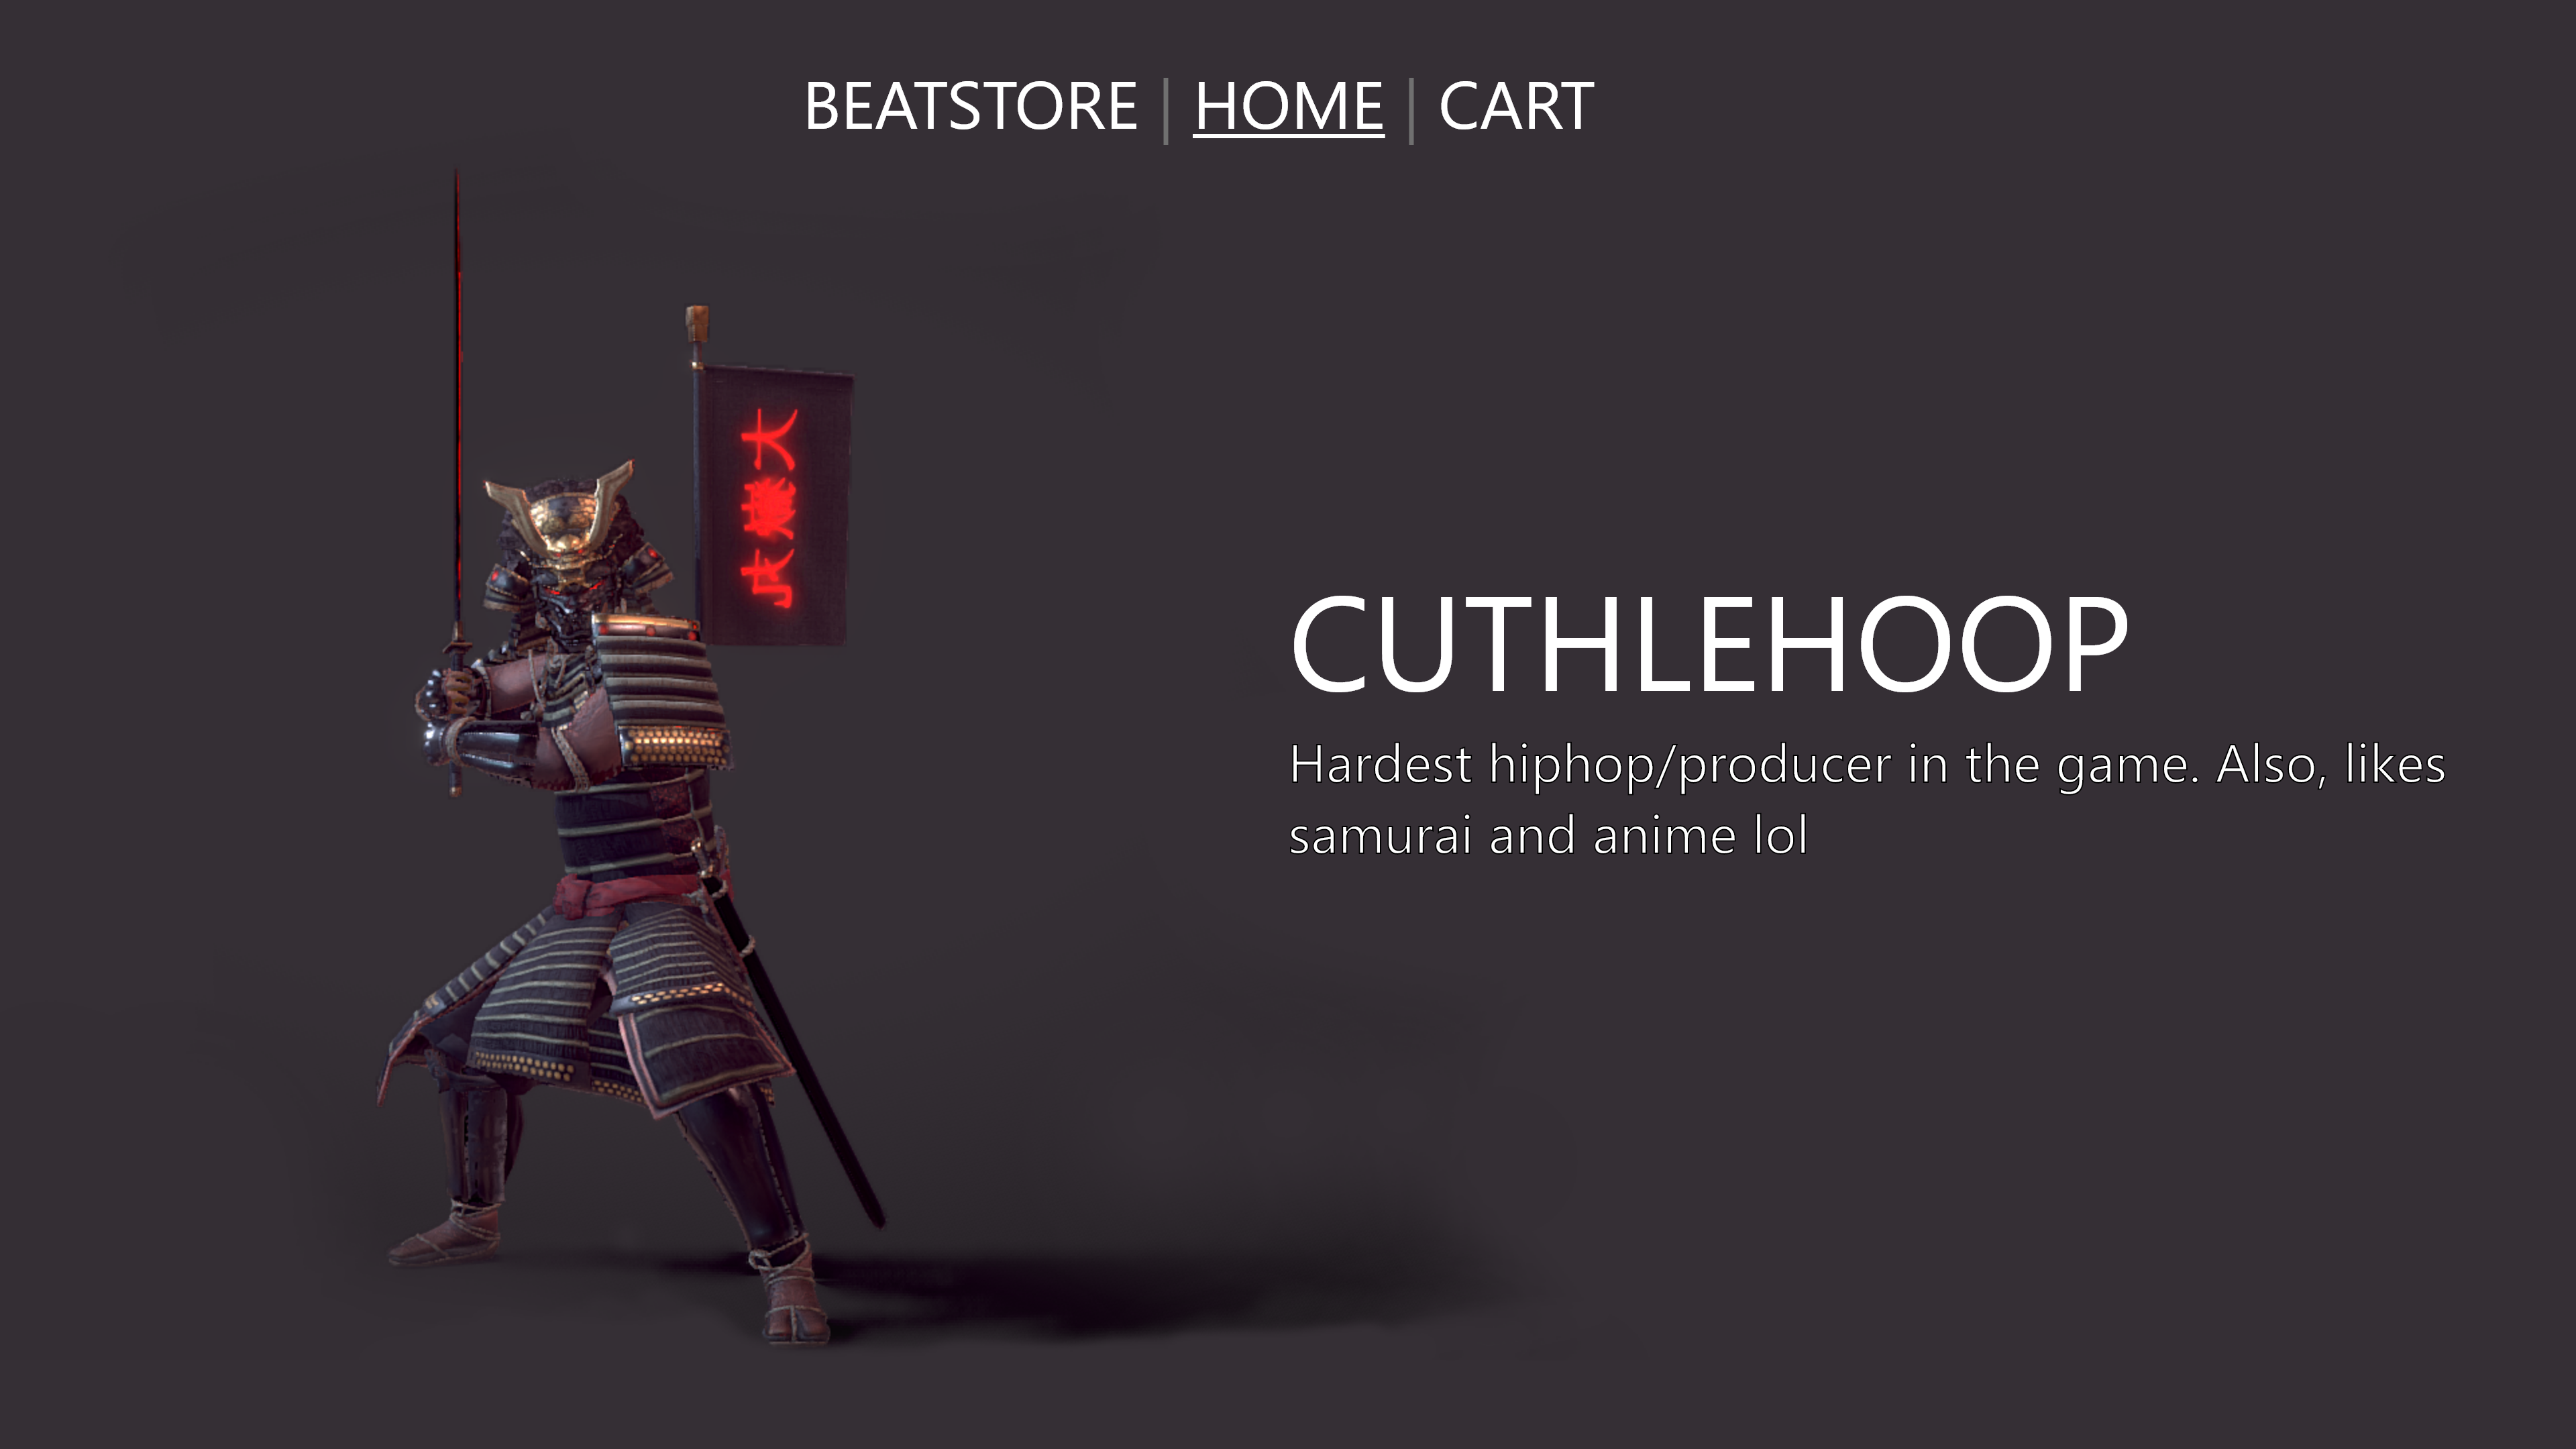 BEATSTORE | HOME | CART
CUTHLEHOOP
Hardest hiphop/producer in the game. Also, likes
samurai and anime lol